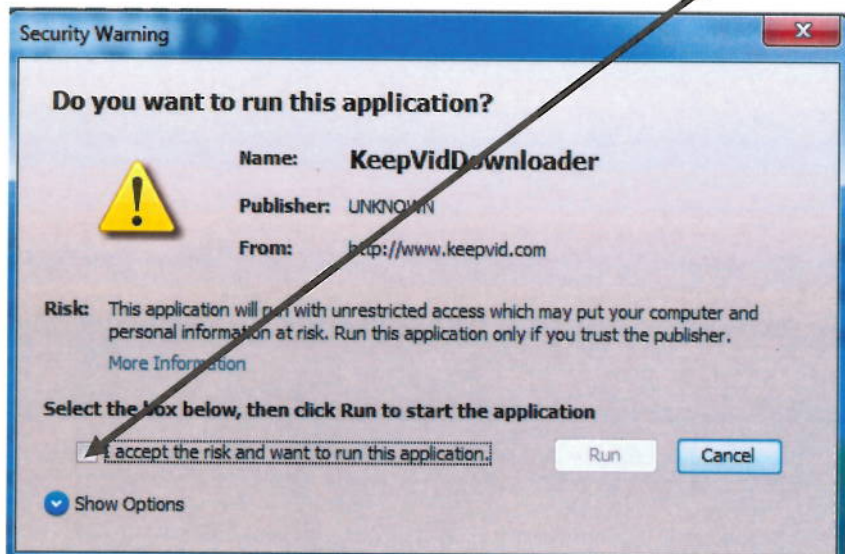 Security Warning
Do you want to run this application?
Name: KeepVidDownloader
Publisher: UNKNOWN
From: http://www.keepvid.com
Risk: This application will run with unrestricted access which may put your computer and
personal information at risk. Run this application only if you trust the publisher.
More Information
Select the box below, then click Run to start the application
I accept the risk and want to run this application.
Run
Cancel
Show Options